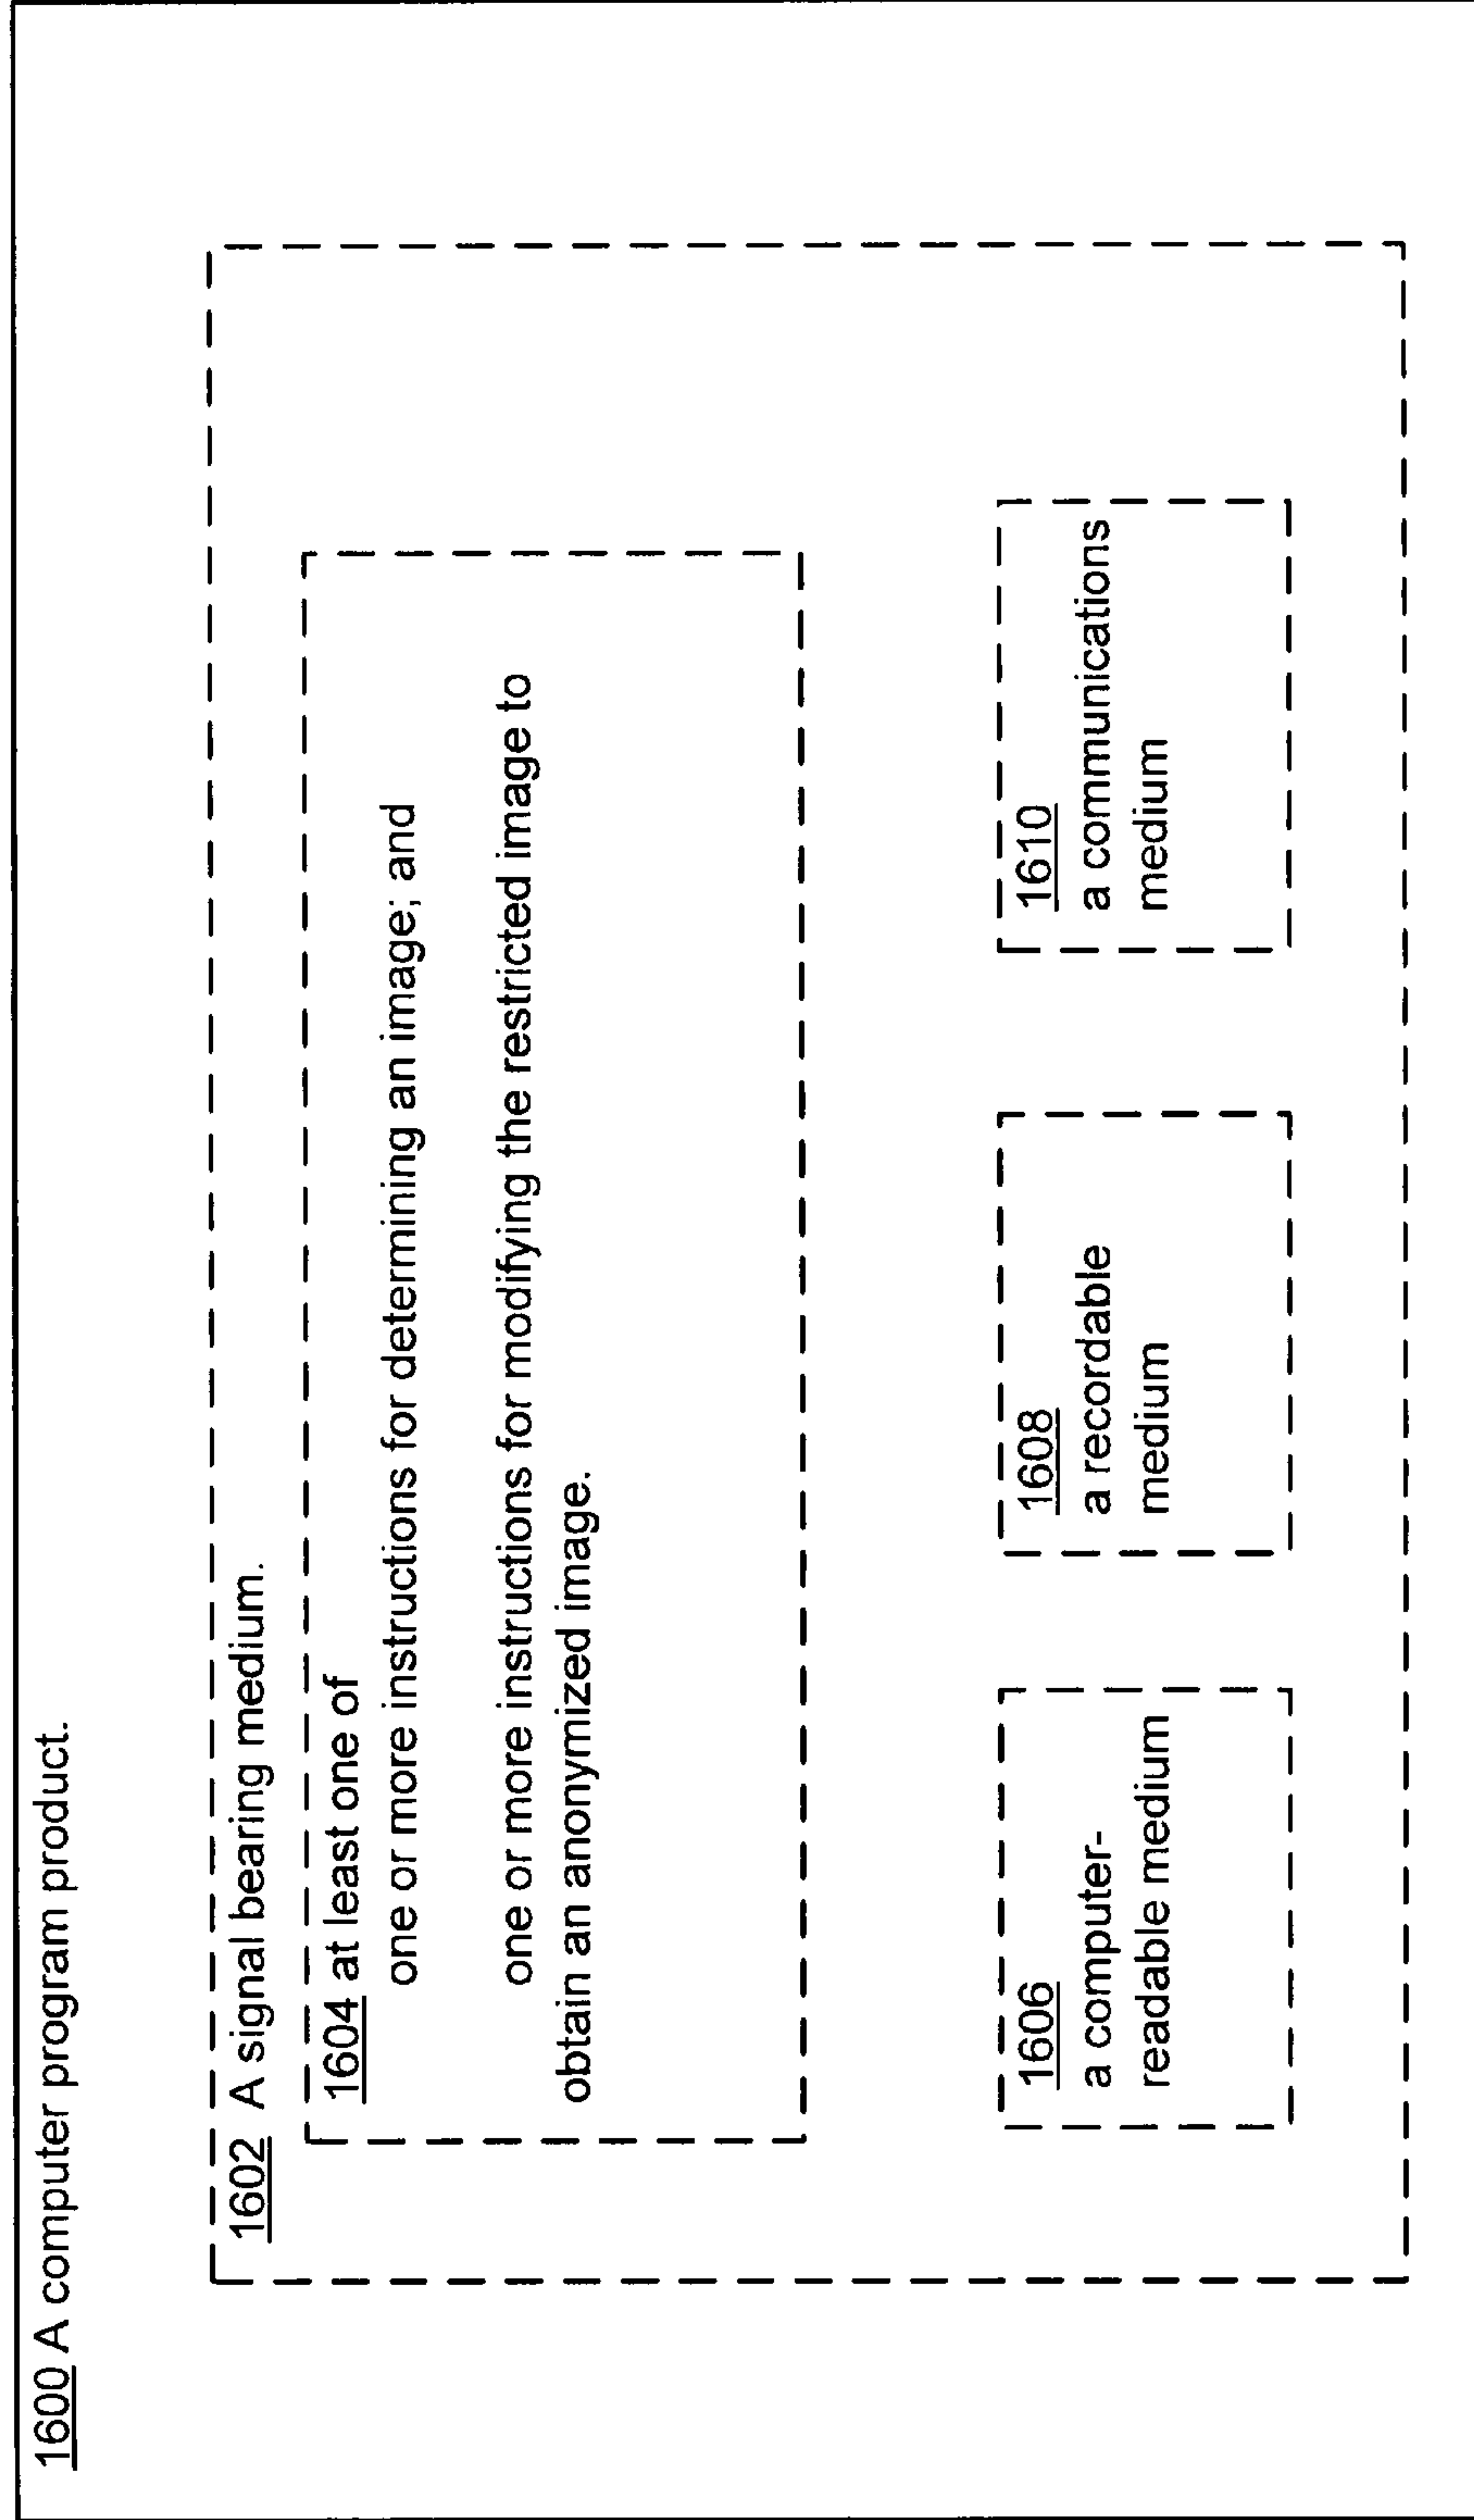 1600 A computer program product.
1602 A signal bearing medium.
1604 at least one of
one or more instructions for determining an image; and
one or more instructions for modifying the restricted image to
obtain an anonymized image.
1606
a computer-
readable medium
1608
a recordable
medium
1610
a communications
medium